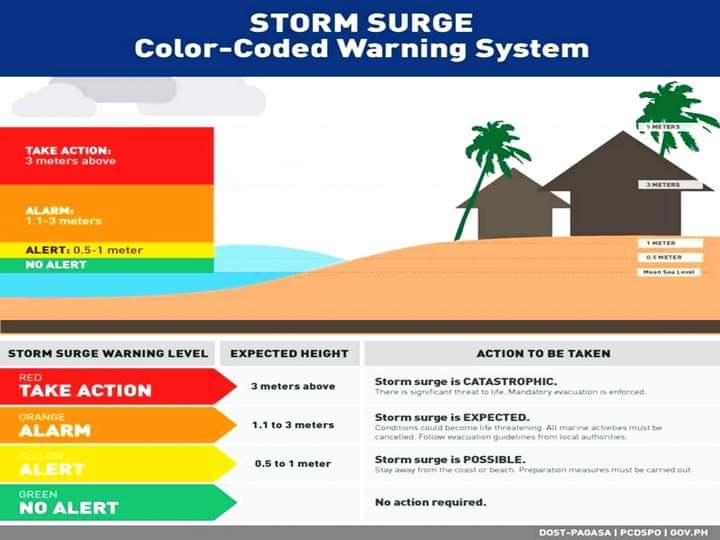 STORM SURGE
Color-Coded Warning System
TAKE ACTION:
3 meters above
ALARM:
1.1-3 meters
ALERT: 0.5-1 meter
NO ALERT
5 METERS
3 METERS
1 METER
0.5 METER
Mean Sea Level
STORM SURGE WARNING LEVEL EXPECTED HEIGHT ACTION TO BE TAKEN
RED
TAKE ACTION
3 meters above
Storm surge is CATASTROPHIC.
There is significant threat to life. Mandatory evacuation is enforced.
ORANGE
ALARM
1.1 to 3 meters
Storm surge is EXPECTED.
Conditions could become life threatening. All marine activities must be
cancelled. Follow evacuation guidelines from local authorities.
YELLOW
ALERT
0.5 to 1 meter
Storm surge is POSSIBLE.
Stay away from the coast or beach. Preparation measures must be carried out.
GREEN
NO ALERT
No action required.
DOST-PAGASA | PCDSPO | GOV.PH